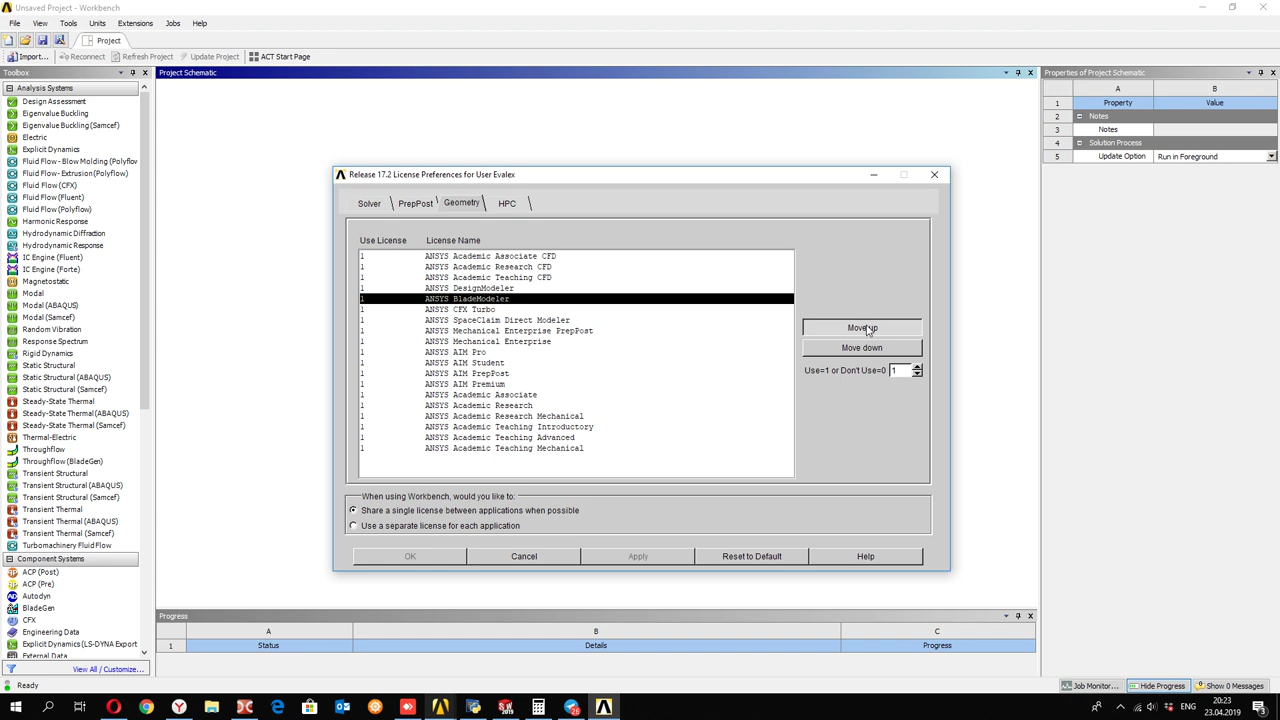 Unsaved Project - Workbench
File View Tools Units Extensions Jobs Help
Project
Import... Reconnect Refresh Project Update Project ACT Start Page
Toolbox
Analysis Systems
Design Assessment
Eigenvalue Buckling
Eigenvalue Buckling (Samcef)
Electric
Explicit Dynamics
Fluid Flow - Blow Molding (Polyflow
Fluid Flow - Extrusion (Polyflow)
Fluid Flow (CFX)
Fluid Flow (Fluent)
Fluid Flow (Polyflow)
Harmonic Response
Hydrodynamic Diffraction
Hydrodynamic Response
IC Engine (Fluent)
IC Engine (Forte)
Magnetostatic
Modal
Modal (ABAQUS)
Modal (Samcef)
Random Vibration
Response Spectrum
Rigid Dynamics
Static Structural
Static Structural (ABAQUS)
Static Structural (Samcef)
Steady-State Thermal
Steady-State Thermal (ABAQUS)
Steady-State Thermal (Samcef)
Thermal-Electric
Throughflow
Throughflow (BladeGen)
Transient Structural
Transient Structural (ABAQUS)
Transient Structural (Samcef)
Transient Thermal
Transient Thermal (ABAQUS)
Transient Thermal (Samcef)
Turbomachinery Fluid Flow
Component Systems
ACP (Post)
ACP (Pre)
Autodyn
BladeGen
CFX
Engineering Data
Explicit Dynamics (LS-DYNA Export
External Data
View All / Customize...
Project Schematic
Release 17.2 License Preferences for User Evalex
Solver PrepPost Geometry HPC
Use License License Name
1 ANSYS Academic Associate CFD
1 ANSYS Academic Research CFD
1 ANSYS Academic Teaching CFD
1 ANSYS DesignModeler
1 ANSYS BladeModeler
1 ANSYS CFX Turbo
1 ANSYS SpaceClaim Direct Modeler
1 ANSYS Mechanical Enterprise PrepPost
1 ANSYS Mechanical Enterprise
1 ANSYS AIM Pro
1 ANSYS AIM Student
1 ANSYS AIM PrepPost
1 ANSYS AIM Premium
1 ANSYS Academic Associate
1 ANSYS Academic Research
1 ANSYS Academic Research Mechanical
1 ANSYS Academic Teaching Introductory
1 ANSYS Academic Teaching Advanced
1 ANSYS Academic Teaching Mechanical
Move up
Move down
Use=1 or Don't Use=0 1
When using Workbench, would you like to:
Share a single license between applications when possible
Use a separate license for each application
OK Cancel Apply Reset to Default Help
Properties of Project Schematic
A B
1 Property Value
2 Notes
3 Notes
4 Solution Process
5 Update Option Run in Foreground
Progress
A B C
1 Status Details Progress
Ready
Job Monitor... Hide Progress Show 0 Messages
ENG
20:23
23.04.2019